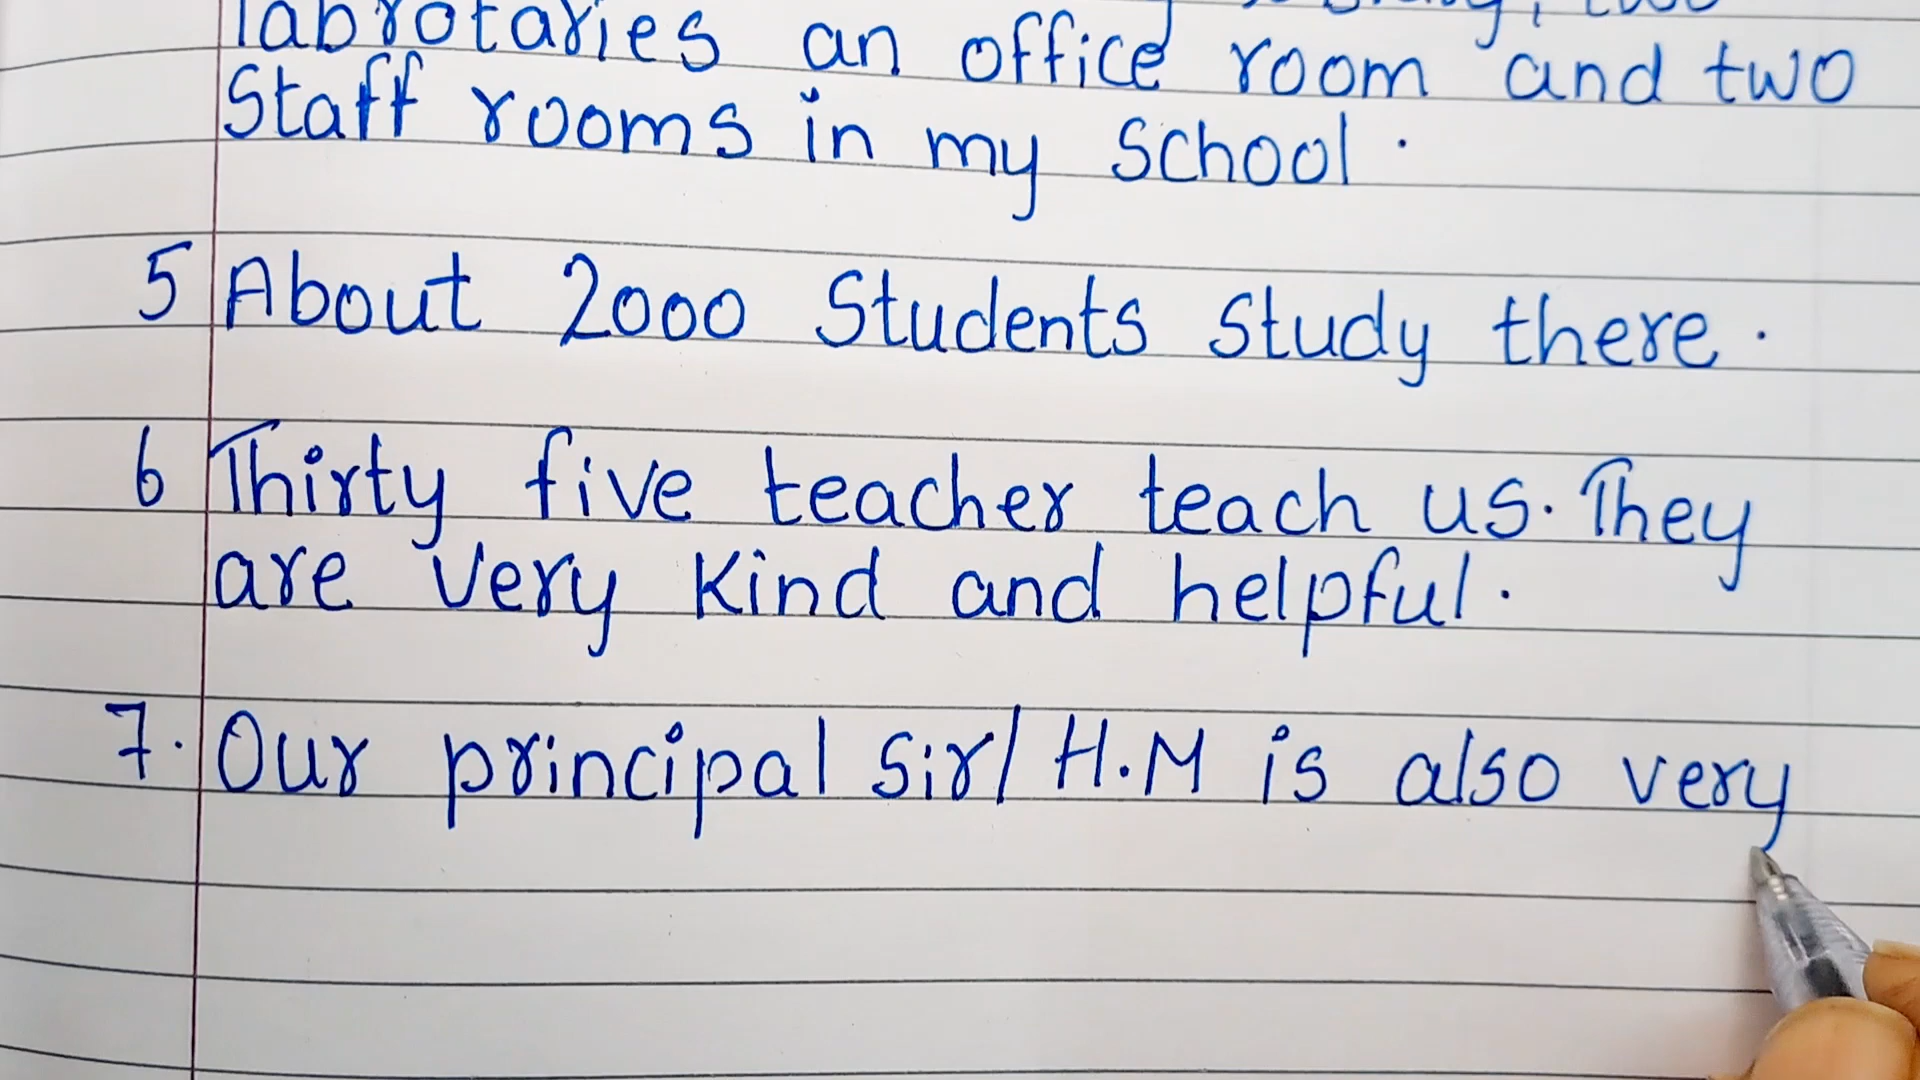 labrotaries an office room and two
Staff rooms in my school.
5 About 2000 Students study there.
6 Thirty five teacher teach us. They
are very kind and helpful.
7. Our principal sir/ H.M is also very